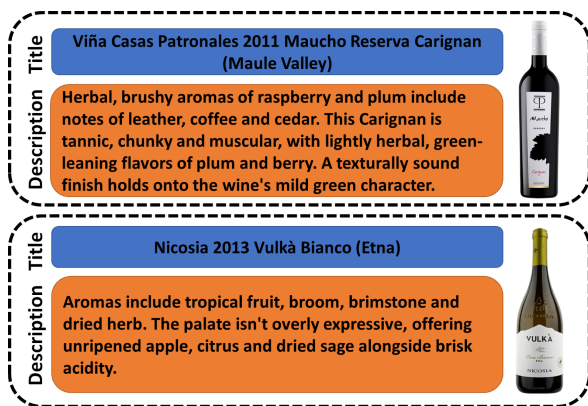 Title
Viña Casas Patronales 2011 Maucho Reserva Carignan
(Maule Valley)
Description
Herbal, brushy aromas of raspberry and plum include
notes of leather, coffee and cedar. This Carignan is
tannic, chunky and muscular, with lightly herbal, green-
leaning flavors of plum and berry. A texturally sound
finish holds onto the wine's mild green character.
Maucho
Title
Nicosia 2013 Vulkà Bianco (Etna)
Description
Aromas include tropical fruit, broom, brimstone and
dried herb. The palate isn't overly expressive, offering
unripened apple, citrus and dried sage alongside brisk
acidity.
VULKÀ
NICOSIA